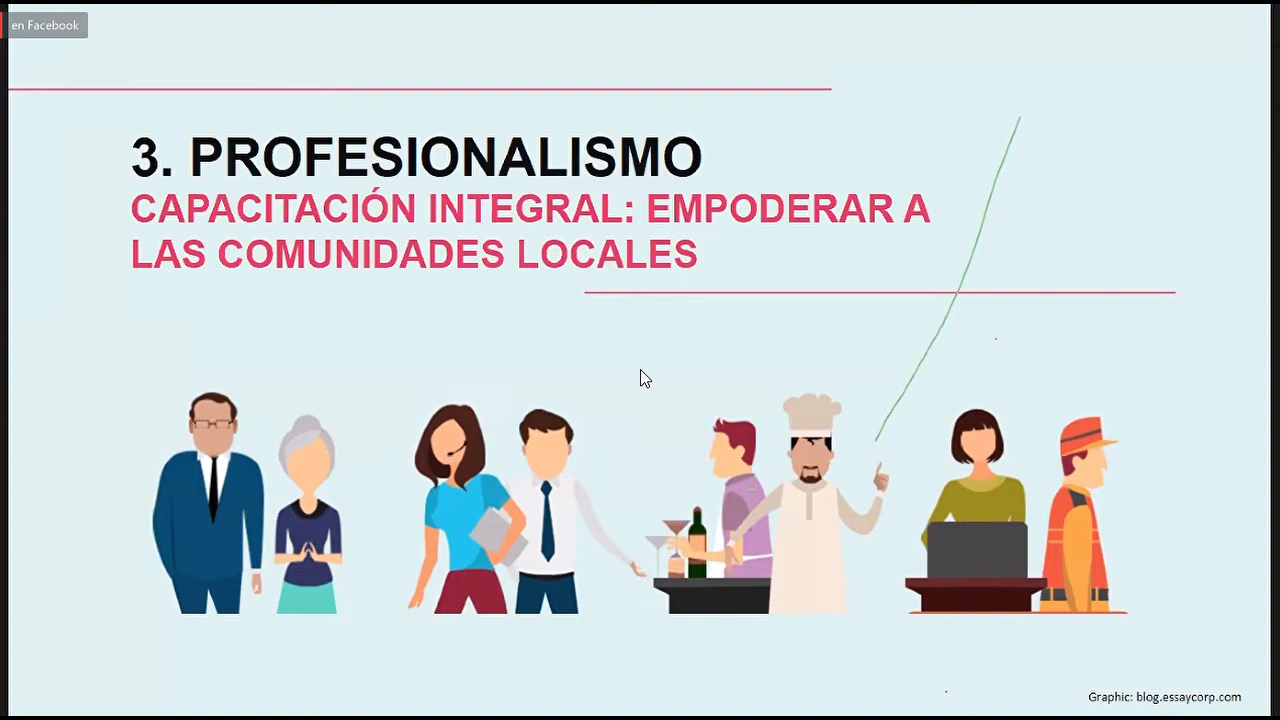 en Facebook
3. PROFESIONALISMO
CAPACITACIÓN INTEGRAL: EMPODERAR A
LAS COMUNIDADES LOCALES
Graphic: blog.essaycorp.com